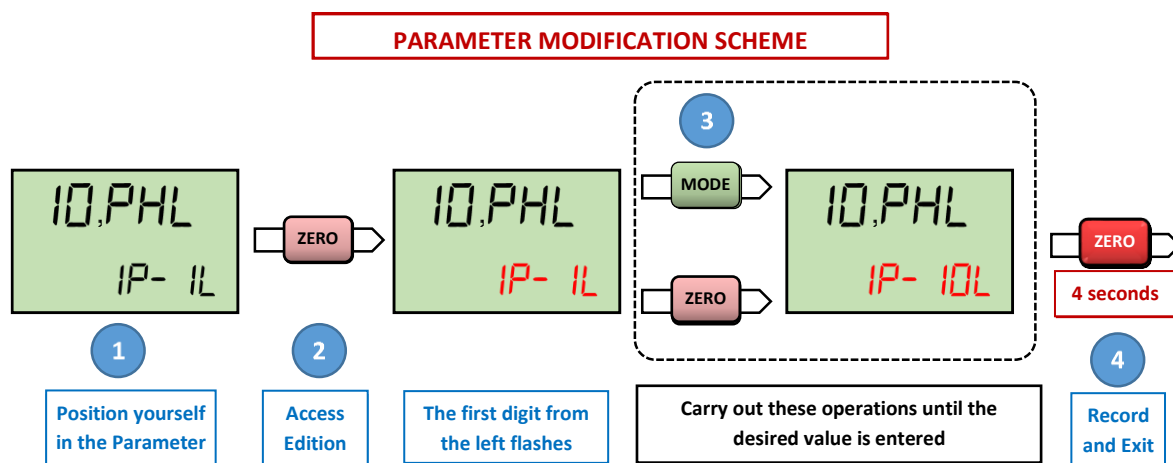 PARAMETER MODIFICATION SCHEME
3
10,PHL
1P- 1L
ZERO
10,PHL
1P- 1L
MODE
ZERO
10,PHL
1P- 10L
ZERO
4 seconds
1
2
4
Position yourself
in the Parameter
Access
Edition
The first digit from
the left flashes
Carry out these operations until the
desired value is entered
Record
and Exit